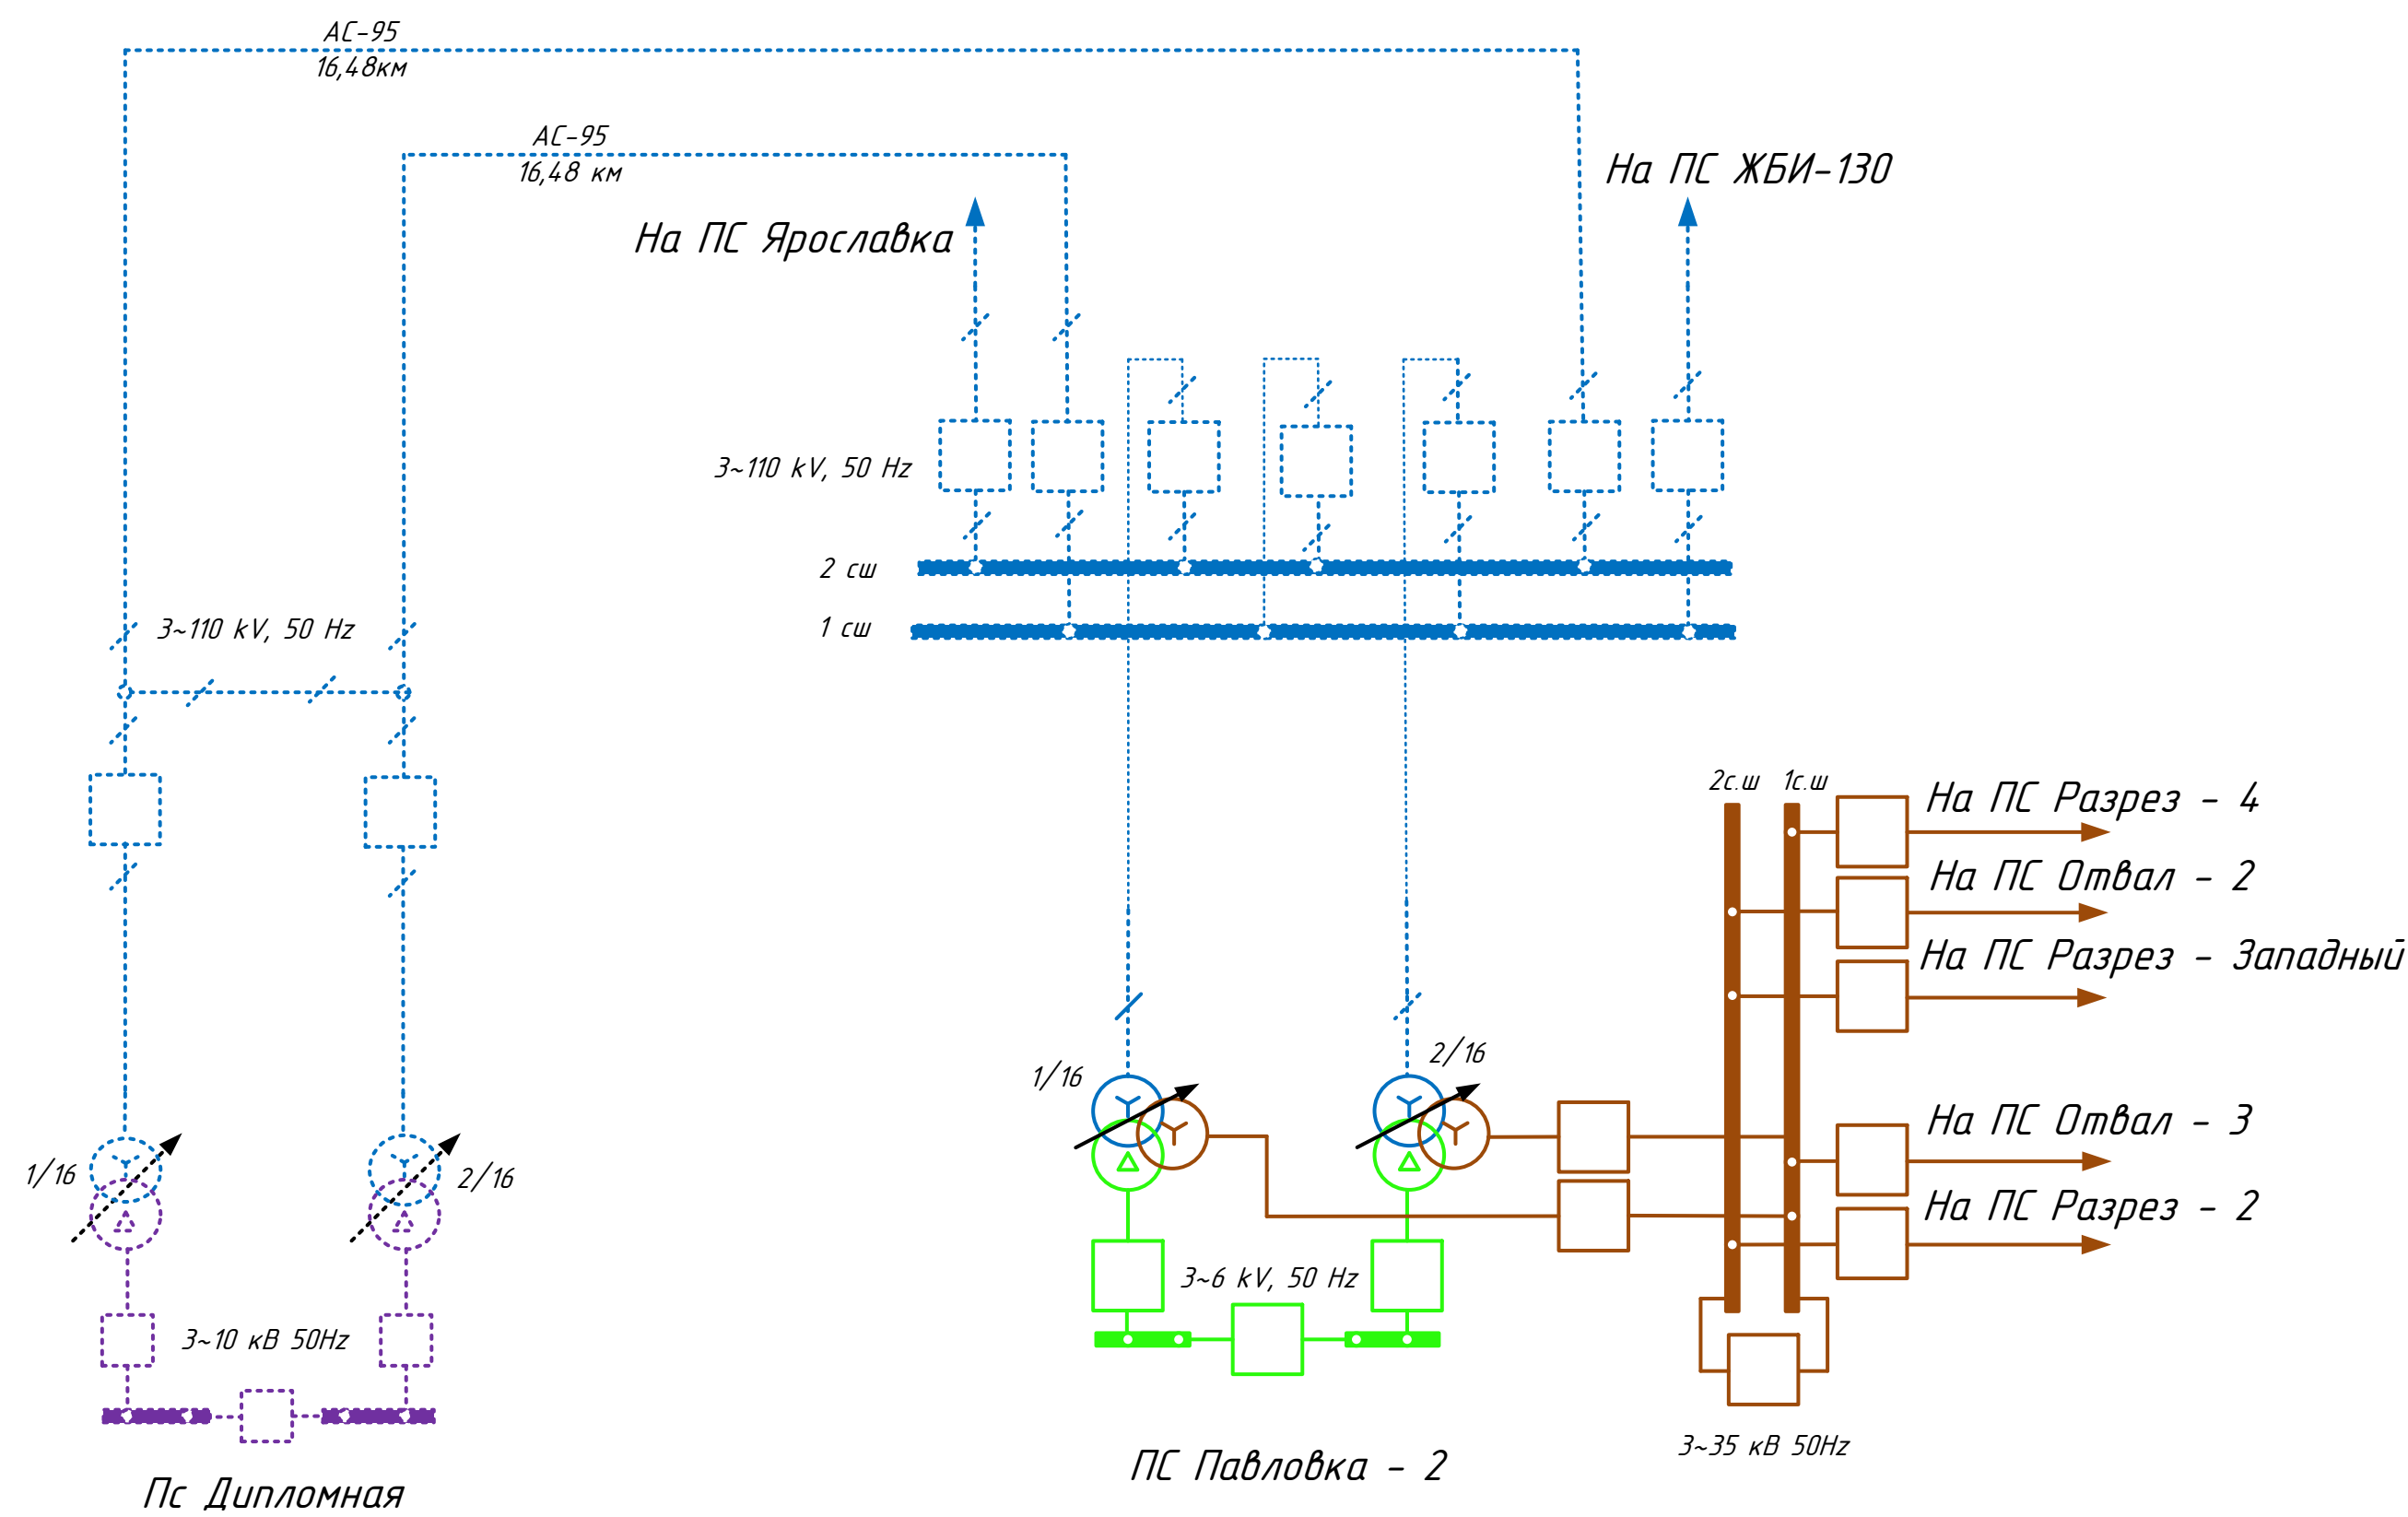 АС-95
16,48км
АС-95
16,48 км
На ПС ЖБИ-130
На ПС Ярославка
3~110 kV, 50 Hz
2 сш
1 сш
3~110 kV, 50 Hz
2с.ш 1с.ш
На ПС Разрез - 4
На ПС Отвал - 2
На ПС Разрез - Западный
2/16
1/16
На ПС Отвал - 3
1/16
2/16
На ПС Разрез - 2
3~6 kV, 50 Hz
3~10 кВ 50Hz
3~35 кВ 50Hz
ПС Павловка - 2
Пс Дипломная